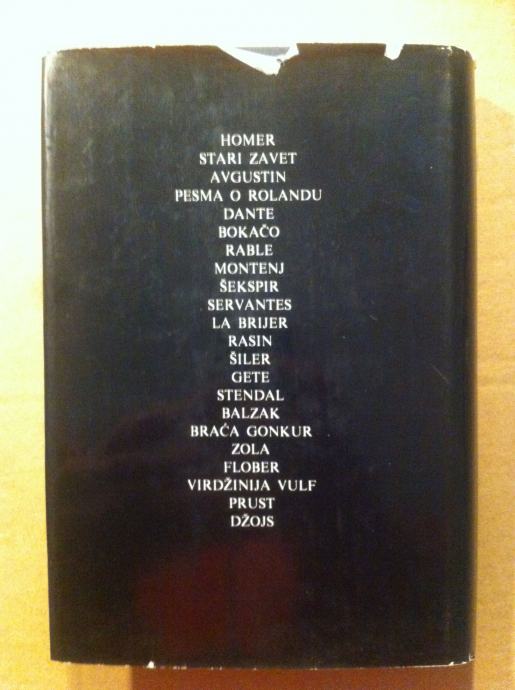 HOMER
STARI ZAVET
AVGUSTIN
PESMA O ROLANDU
DANTE
BOKAČO
RABLE
MONTENJ
ŠEKSPIR
SERVANTES
LA BRIJER
RASIN
ŠILER
GETE
STENDAL
BALZAK
BRAĆA GONKUR
ZOLA
FLOBER
VIRDŽINIJA VULF
PRUST
DŽOJS